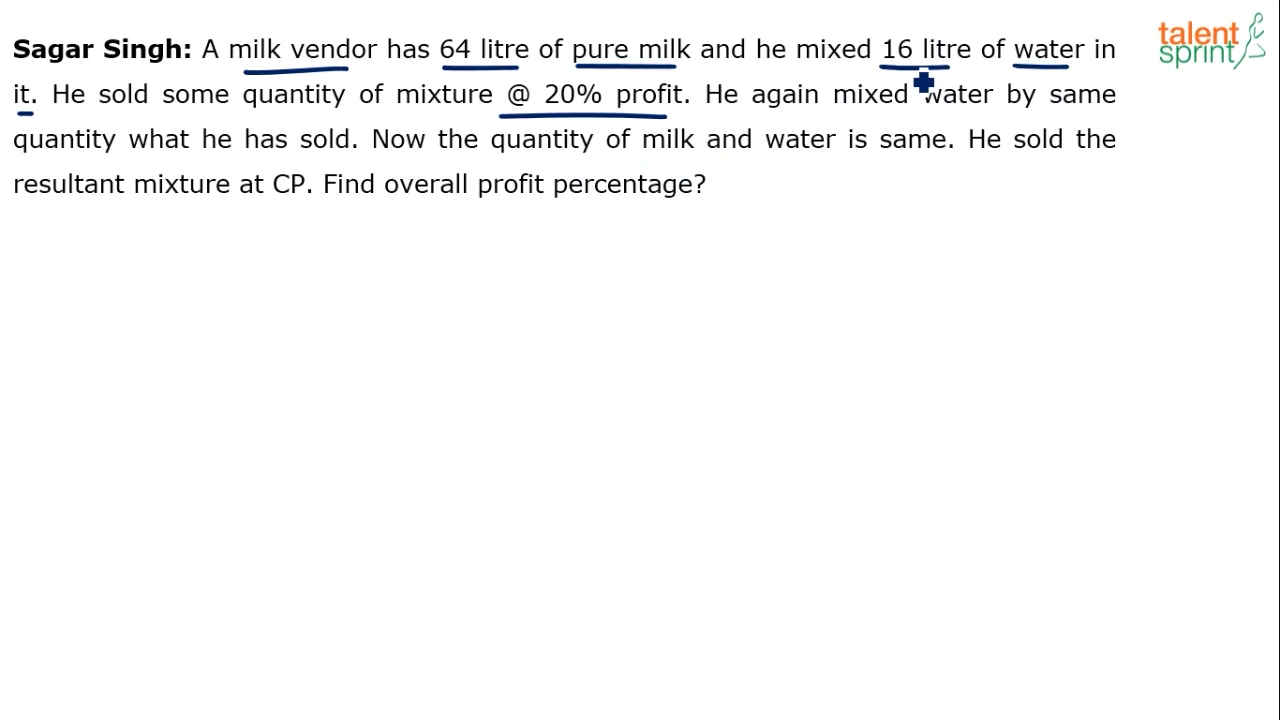 talent
sprint
Sagar Singh: A milk vendor has 64 litre of pure milk and he mixed 16 litre of water in
it. He sold some quantity of mixture @ 20% profit. He again mixed water by same
quantity what he has sold. Now the quantity of milk and water is same. He sold the
resultant mixture at CP. Find overall profit percentage?